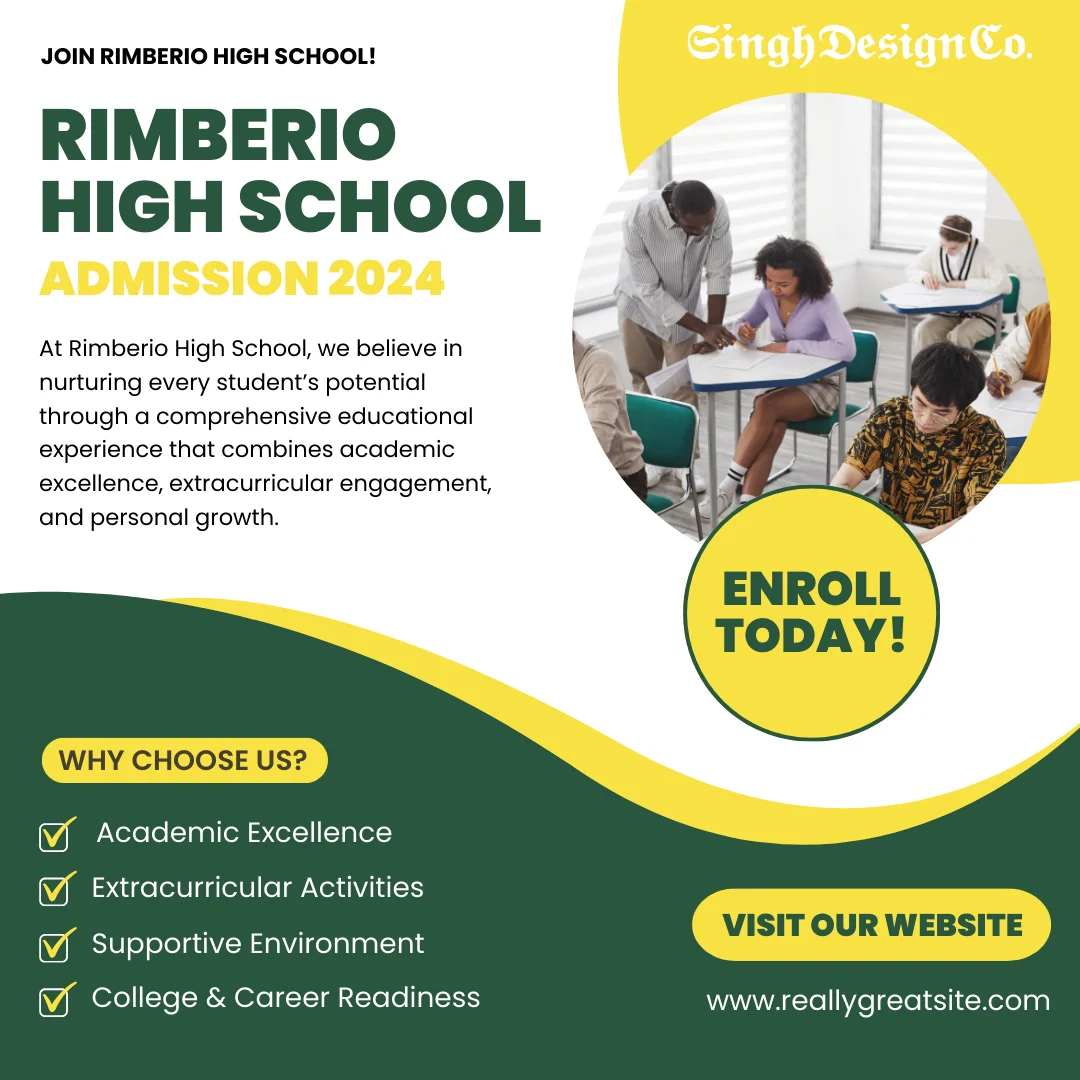 JOIN RIMBERIO HIGH SCHOOL!
SinghDesignCo.
RIMBERIO
HIGH SCHOOL
ADMISSION 2024
At Rimberio High School, we believe in
nurturing every student’s potential
through a comprehensive educational
experience that combines academic
excellence, extracurricular engagement,
and personal growth.
ENROLL
TODAY!
WHY CHOOSE US?
Academic Excellence
Extracurricular Activities
Supportive Environment
College & Career Readiness
VISIT OUR WEBSITE
www.reallygreatsite.com